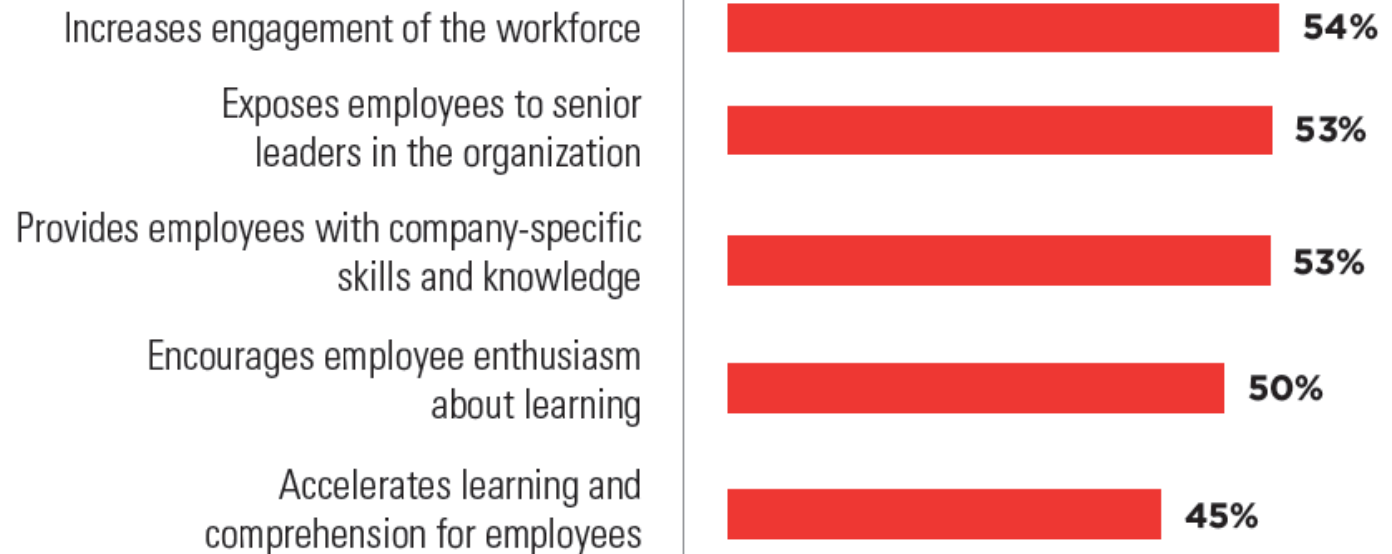 Increases engagement of the workforce
54%
Exposes employees to senior
leaders in the organization
53%
Provides employees with company-specific
skills and knowledge
53%
Encourages employee enthusiasm
about learning
50%
Accelerates learning and
comprehension for employees
45%